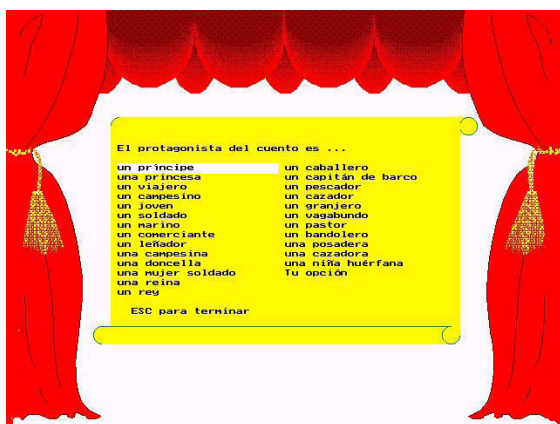 El protagonista del cuento es ...
un príncipe
una princesa
un viajero
un campesino
un joven
un soldado
un marino
un comerciante
un leñador
una campesina
una doncella
una mujer soldado
una reina
un rey
un caballero
un capitán de barco
un pescador
un cazador
un granjero
un vagabundo
un pastor
un bandolero
una posadera
una cazadora
una niña huérfana
Tu opción
ESC para terminar